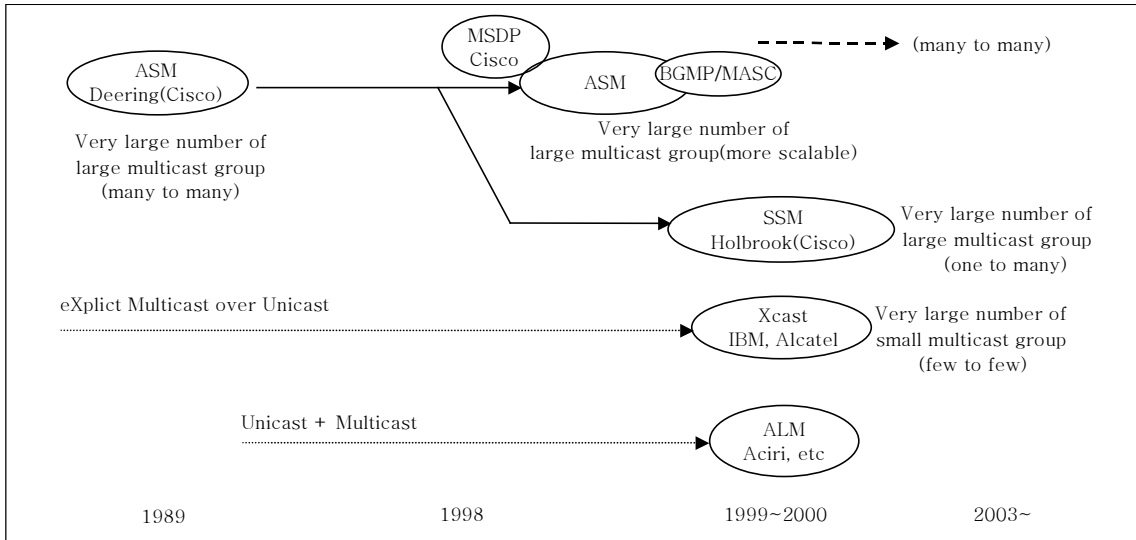 MSDP
Cisco
(many to many)
ASM
Deering(Cisco)
ASM
BGMP/MASC
Very large number of
large multicast group
(many to many)
Very large number of
large multicast group(more scalable)
SSM
Holbrook(Cisco)
Very large number of
large multicast group
(one to many)
eXplict Multicast over Unicast
Xcast
IBM, Alcatel
Very large number of
small multicast group
(few to few)
Unicast + Multicast
ALM
Aciri, etc
1989
1998
1999~2000
2003~